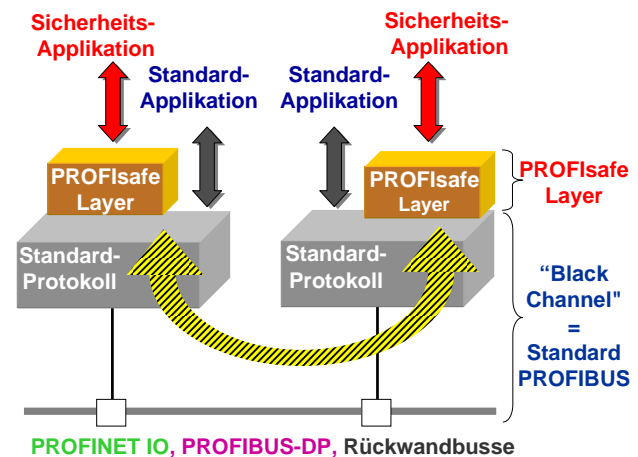 Sicherheits-
Applikation
Standard-
Applikation
Standard-
Applikation
Sicherheits-
Applikation
PROFIsafe
Layer
PROFIsafe
Layer
PROFIsafe
Layer
Standard-
Protokoll
Standard-
Protokoll
“Black
Channel"
=
Standard
PROFIBUS
PROFINET IO, PROFIBUS-DP, Rückwandbusse